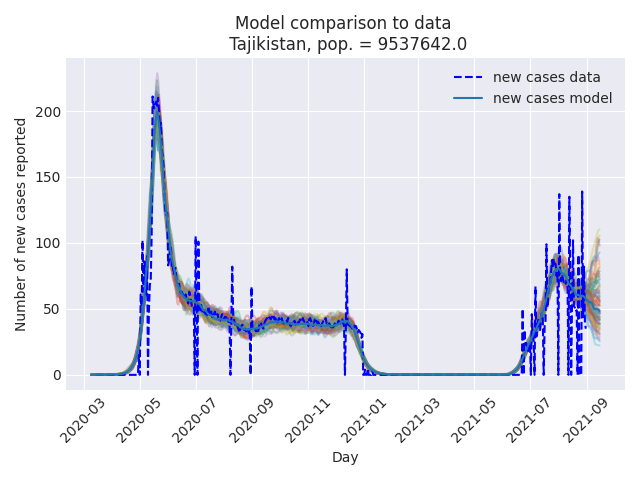 Model comparison to data
Tajikistan, pop. = 9537642.0
new cases data
new cases model
Number of new cases reported
200
150
100
50
0
2020-03
2020-05
2020-07
2020-09
2020-11
2021-01
2021-03
2021-05
2021-07
2021-09
Day